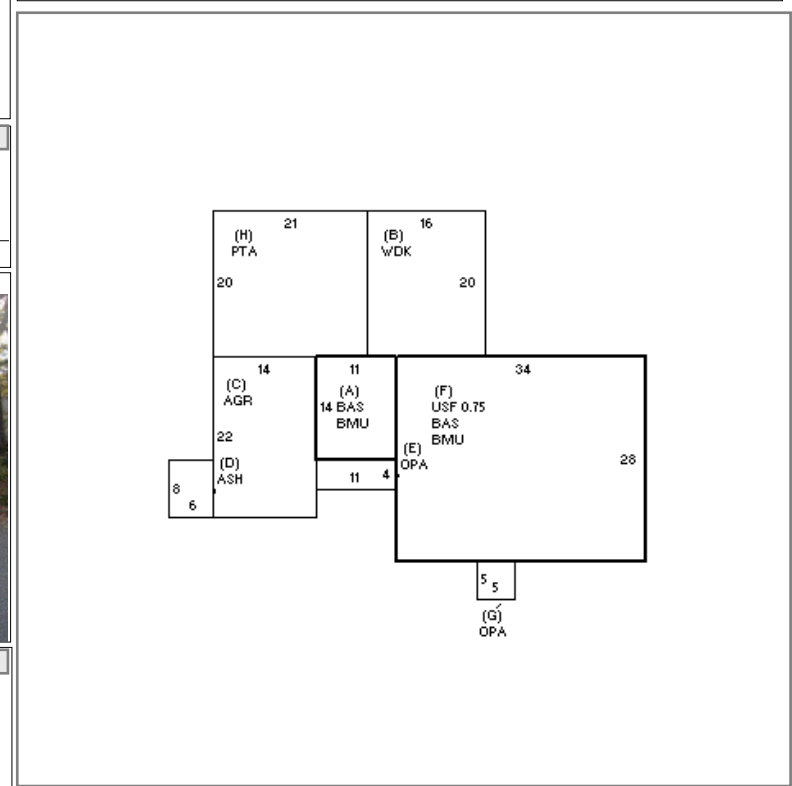 21
(H)
PTA
20
16
(B)
WDK
20
14
(C)
AGR
22
(D)
ASH
8
6
11
(A)
14 BAS
BMU
11 4
34
(F)
USF 0.75
BAS
BMU
(E)
OPA
28
5
5
(G)
OPA